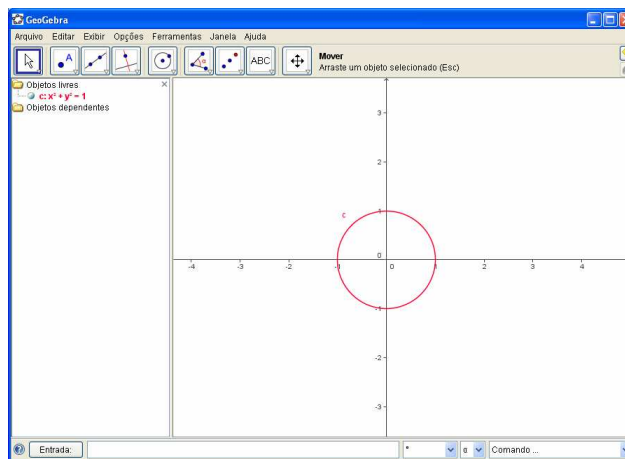 GeoGebra
Arquivo Editar Exibir Opções Ferramentas Janela Ajuda
A
α
ABC
Mover
Arraste um objeto selecionado (Esc)
Objetos livres
c: x² + y² = 1
Objetos dependentes
c
3
2
1
0
-4 -3 -2 -1 0 1 2 3 4
-1
-2
-3
Entrada: ° α Comando ...